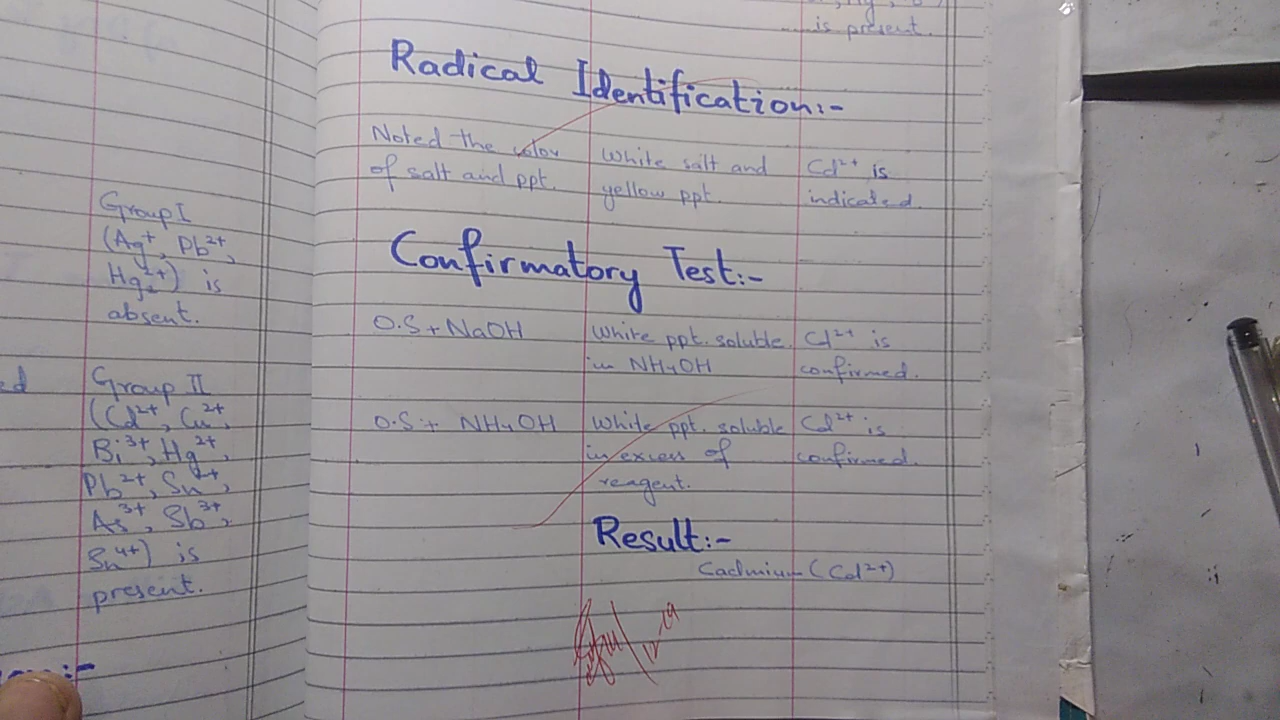 Group I
(Ag⁺, Pb²⁺,
Hg₂²⁺) is
absent.
ed
Group II
(Cd²⁺, Cu²⁺,
Bi³⁺, Hg²⁺,
Pb²⁺, Sn²⁺,
As³⁺, Sb³⁺,
Sn⁴⁺) is
present.
is present.
Radical Identification:-
Noted the color White salt and Cd²⁺ is
of salt and ppt. yellow ppt. indicated.
Confirmatory Test:-
O.S + NaOH White ppt. soluble Cd²⁺ is
in NH4OH confirmed.
O.S + NH4OH White ppt. soluble Cd²⁺ is
in excess of confirmed.
reagent.
Result:-
Cadmium (Cd²⁺)